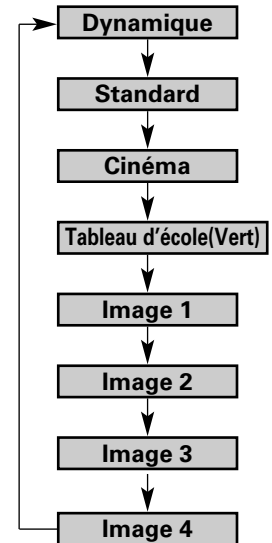 Dynamique
Standard
Cinéma
Tableau d'école(Vert)
Image 1
Image 2
Image 3
Image 4